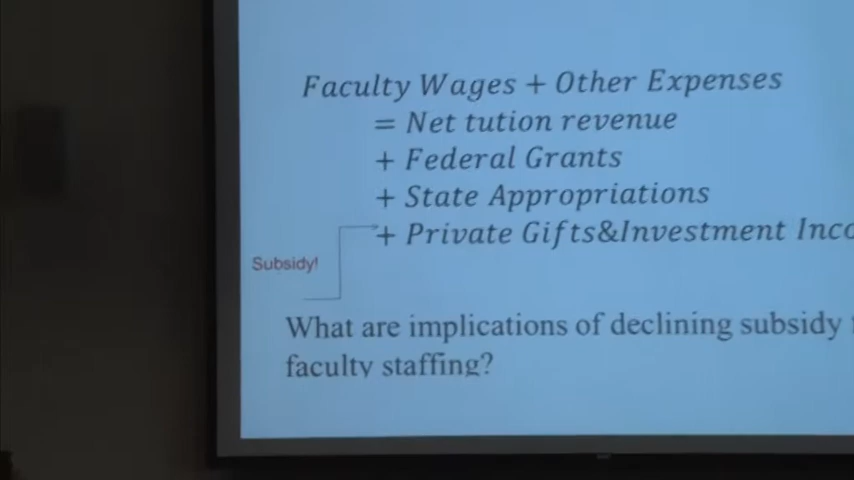 Faculty Wages + Other Expenses
= Net tution revenue
+ Federal Grants
+ State Appropriations
+ Private Gifts&Investment
Subsidy!
What are implications of declining subsidy
faculty staffing?